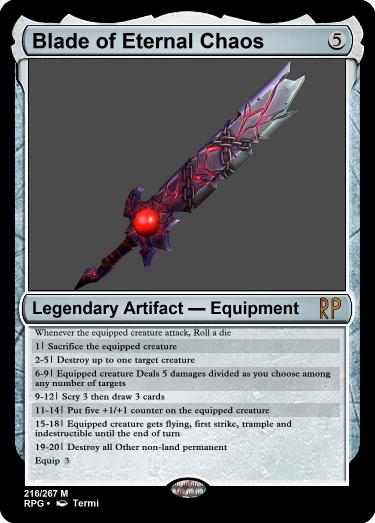 Blade of Eternal Chaos 5
Legendary Artifact — Equipment RP
Whenever the equipped creature attack, Roll a die
1| Sacrifice the equipped creature
2-5| Destroy up to one target creature
6-9| Equipped creature Deals 5 damages divided as you choose among
any number of targets
9-12| Scry 3 then draw 3 cards
11-14| Put five +1/+1 counter on the equipped creature
15-18| Equipped creature gets flying, first strike, trample and
indestructible until the end of turn
19-20| Destroy all Other non-land permanent
Equip 3
216/267 M
RPG • Termi